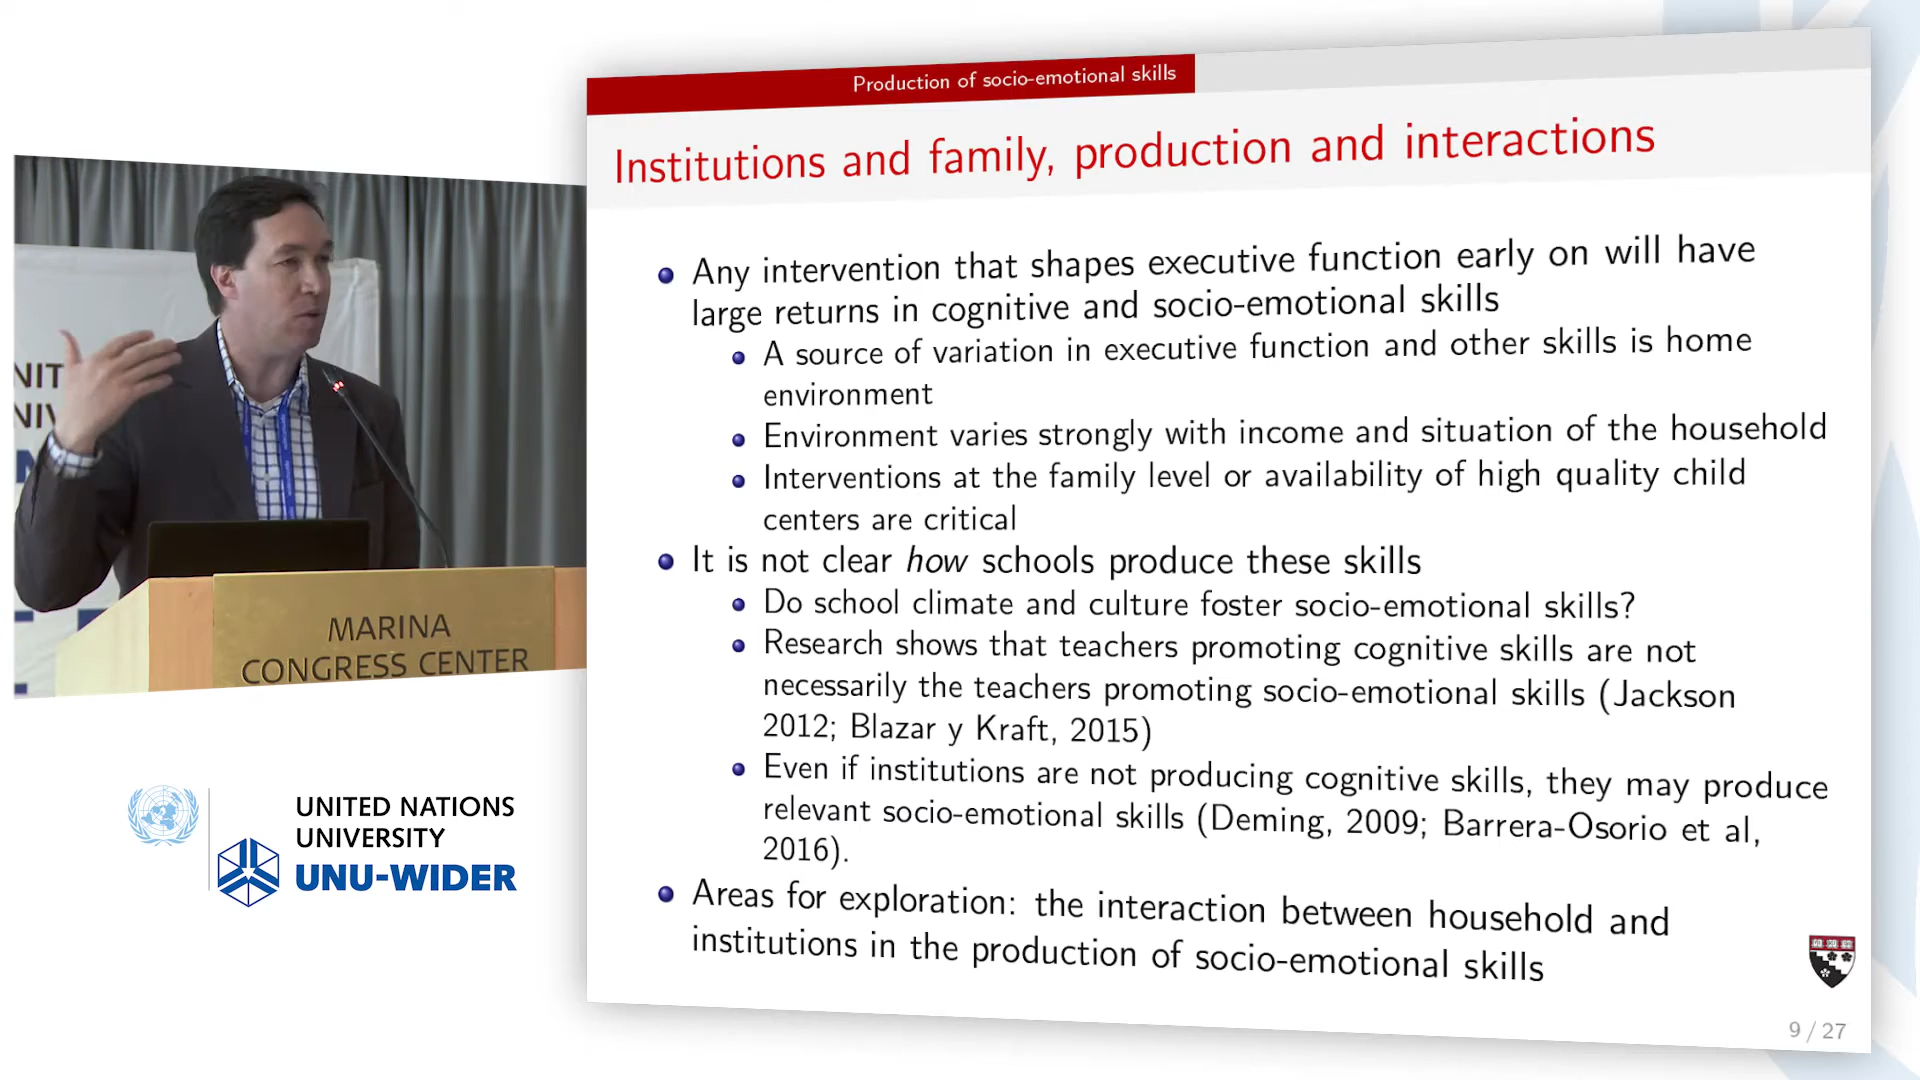 Production of socio-emotional skills
Institutions and family, production and interactions
Any intervention that shapes executive function early on will have
large returns in cognitive and socio-emotional skills
A source of variation in executive function and other skills is home
environment
Environment varies strongly with income and situation of the household
Interventions at the family level or availability of high quality child
centers are critical
It is not clear how schools produce these skills
Do school climate and culture foster socio-emotional skills?
Research shows that teachers promoting cognitive skills are not
necessarily the teachers promoting socio-emotional skills (Jackson
2012; Blazar y Kraft, 2015)
Even if institutions are not producing cognitive skills, they may produce
relevant socio-emotional skills (Deming, 2009; Barrera-Osorio et al,
2016).
Areas for exploration: the interaction between household and
institutions in the production of socio-emotional skills
9 / 27
NIT
NIV
MARINA
CONGRESS CENTER
UNITED NATIONS
UNIVERSITY
UNU-WIDER